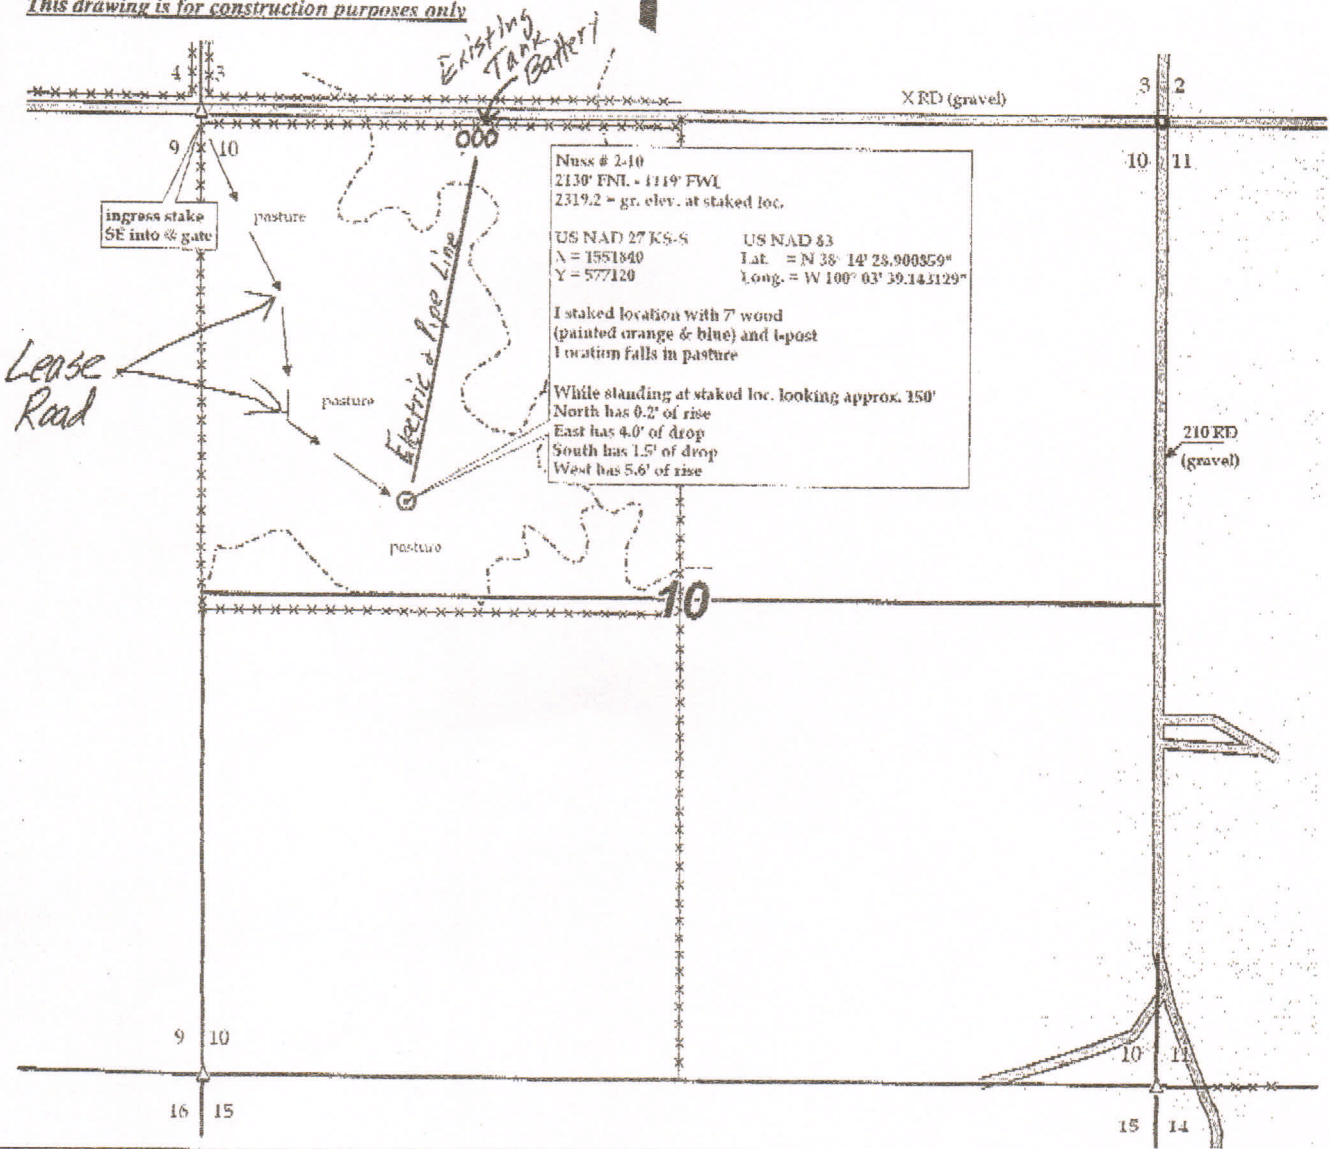 This drawing is for construction purposes only
Existing
Tank
Battery
4 3
X RD (gravel)
3 2
9 10
10 11
ingress stake
SE into @ gate
pasture
Nuss # 2-10
2130' FNL - 1119' FWL
2319.2 = gr. elev. at staked loc.
US NAD 27 KS-S
X = 1551840
Y = 577120
US NAD 83
Lat. = N 38° 14' 28.900859"
Long. = W 100° 03' 39.143129"
I staked location with 7' wood
(painted orange & blue) and t-post
Location falls in pasture
While standing at staked loc. looking approx. 150'
North has 0.2' of rise
East has 4.0' of drop
South has 1.5' of drop
West has 5.6' of rise
Electric & Pipe Line
Lease
Road
pasture
210 RD
(gravel)
pasture
10
9 10
10 11
16 15
15 14